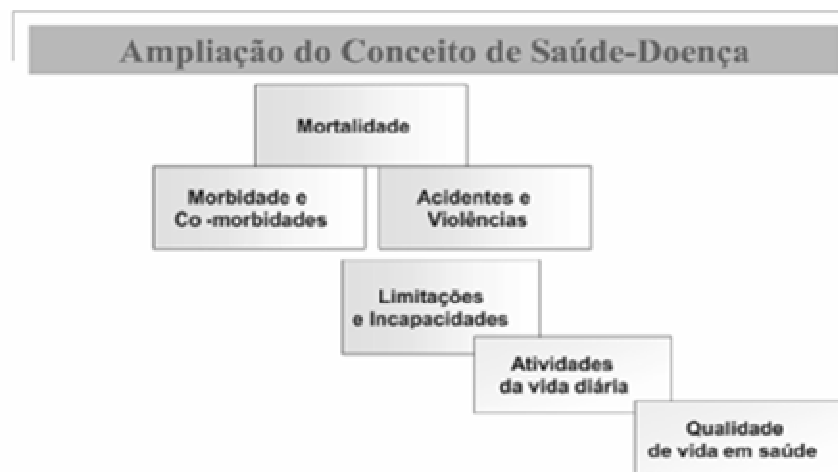 Ampliação do Conceito de Saúde-Doença
Mortalidade
Morbidade e
Co -morbidades
Acidentes e
Violências
Limitações
e Incapacidades
Atividades
da vida diária
Qualidade
de vida em saúde